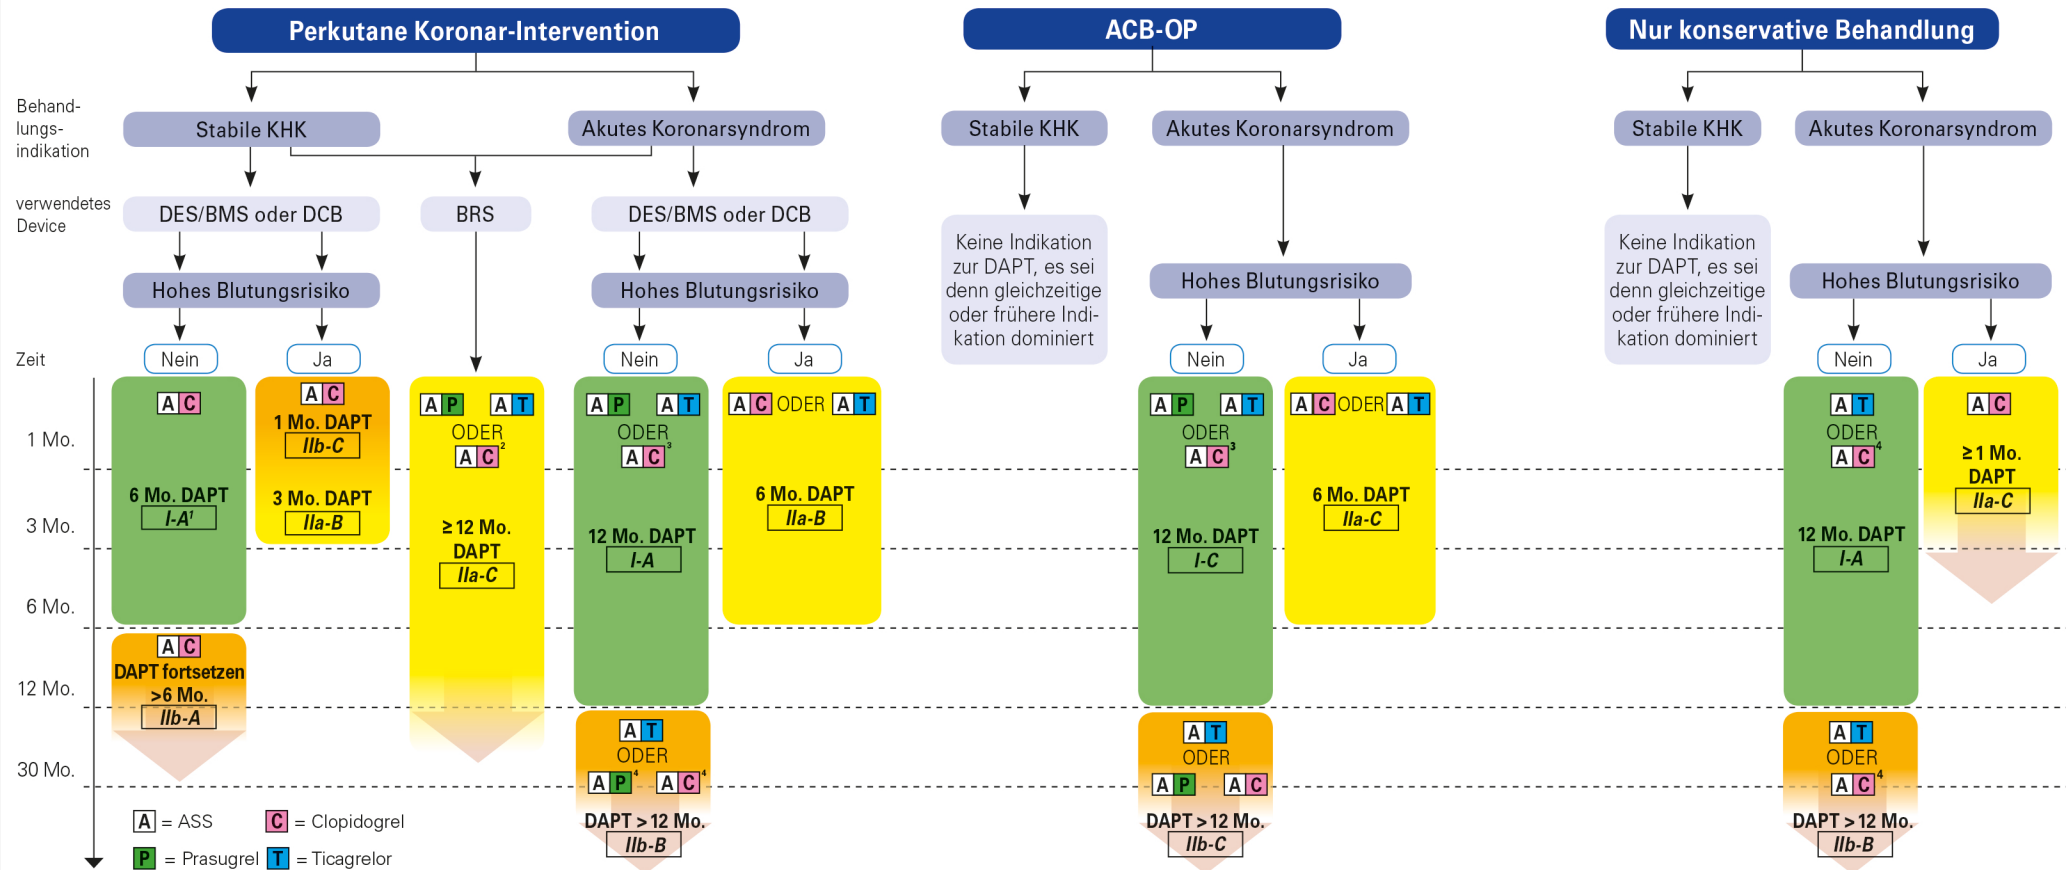 Perkutane Koronar-Intervention
ACB-OP
Nur konservative Behandlung
Behand-
lungs-
indikation
Stabile KHK
Akutes Koronarsyndrom
Stabile KHK
Akutes Koronarsyndrom
Stabile KHK
Akutes Koronarsyndrom
verwendetes
Device
DES/BMS oder DCB
BRS
DES/BMS oder DCB
Keine Indikation
zur DAPT, es sei
denn gleichzeitige
oder frühere Indi-
kation dominiert
Keine Indikation
zur DAPT, es sei
denn gleichzeitige
oder frühere Indi-
kation dominiert
Hohes Blutungsrisiko
Hohes Blutungsrisiko
Hohes Blutungsrisiko
Hohes Blutungsrisiko
Zeit
Nein
Ja
Nein
Ja
Nein
Ja
Nein
Ja
1 Mo.
3 Mo.
6 Mo.
12 Mo.
30 Mo.
A C
6 Mo. DAPT
I-A¹
A C
DAPT fortsetzen
>6 Mo.
IIb-A
A C
1 Mo. DAPT
IIb-C
3 Mo. DAPT
IIa-B
A P A T
ODER
A C ²
≥ 12 Mo.
DAPT
IIa-C
A P A T
ODER
A C ³
12 Mo. DAPT
I-A
A T
ODER
A P ⁴ A C ⁴
DAPT > 12 Mo.
IIb-B
A C ODER A T
6 Mo. DAPT
IIa-B
A P A T
ODER
A C ³
12 Mo. DAPT
I-C
A T
ODER
A P A C
DAPT > 12 Mo.
IIb-C
A C ODER A T
6 Mo. DAPT
IIa-C
A T
ODER
A C ⁴
12 Mo. DAPT
I-A
A T
ODER
A C ⁴
DAPT > 12 Mo.
IIb-B
A C
≥ 1 Mo.
DAPT
IIa-C
A = ASS
C = Clopidogrel
P = Prasugrel
T = Ticagrelor